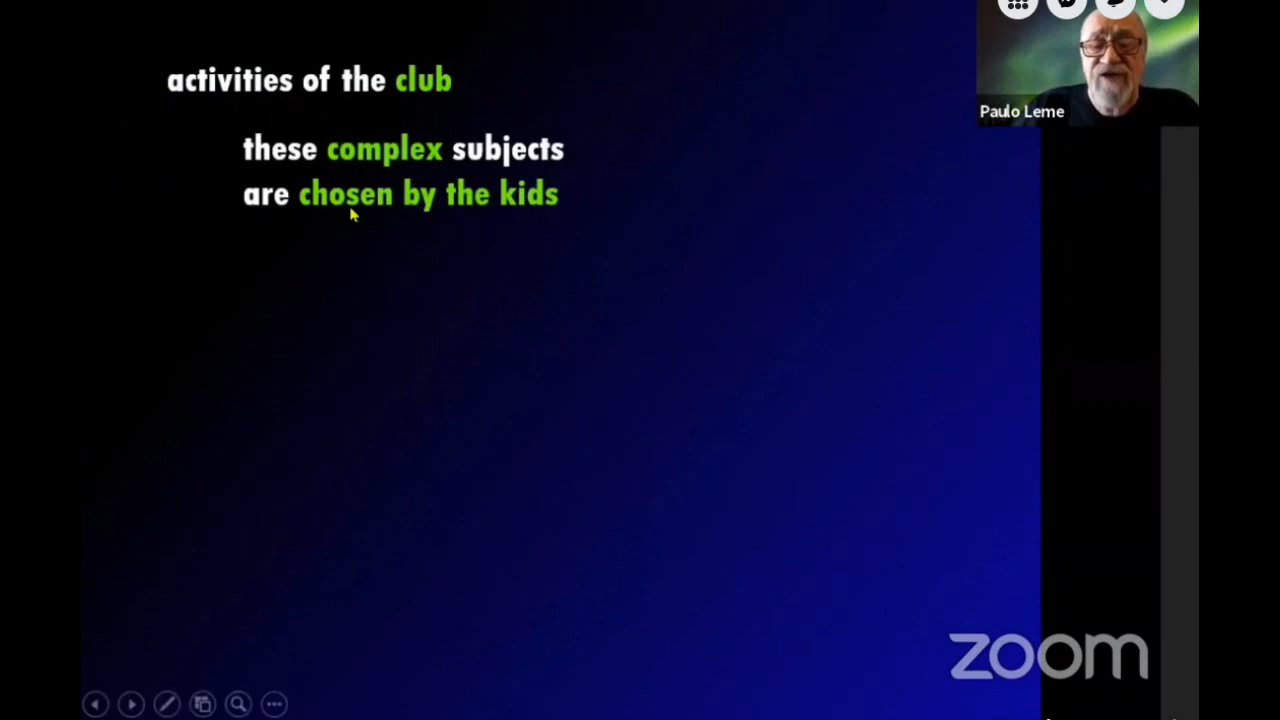 activities of the club
these complex subjects
are chosen by the kids
Paulo Leme
zoom